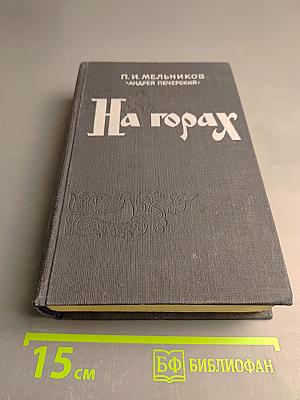 П. И. МЕЛЬНИКОВ
«АНДРЕЙ ПЕЧЕРСКИЙ»
На горах
15 см
БФ БИБЛИОФАН